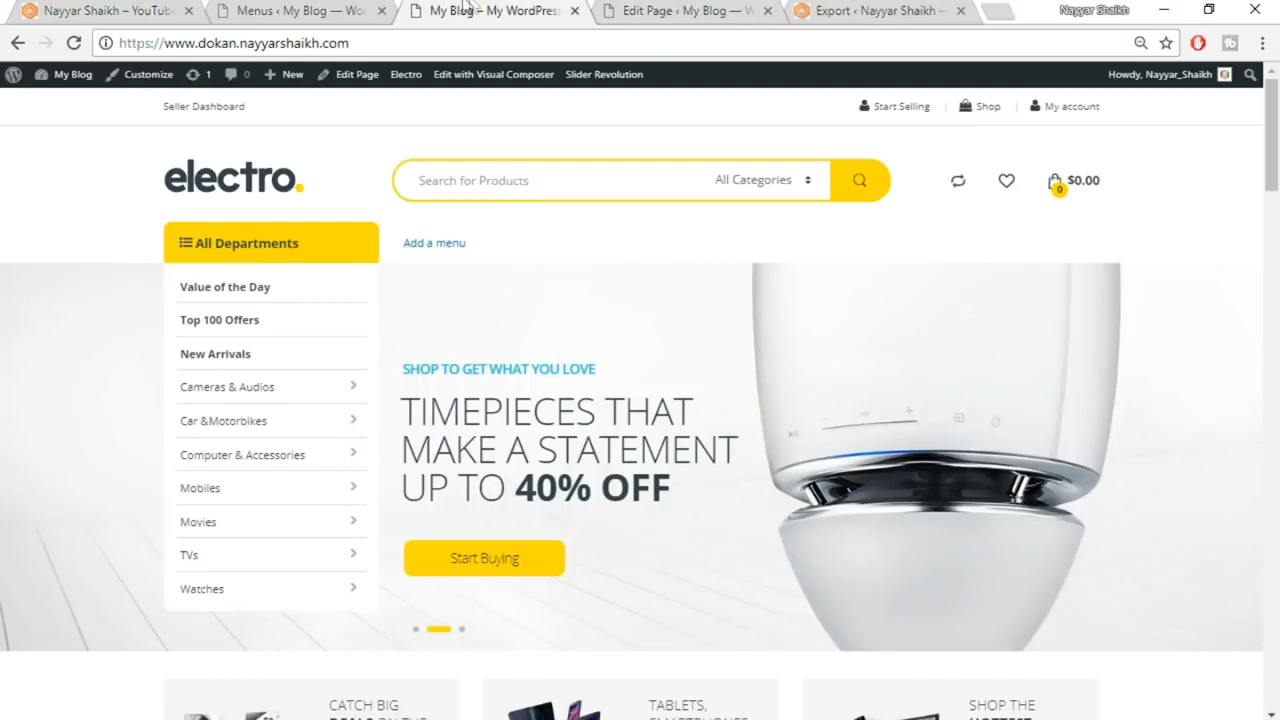 Nayyar Shaikh – YouTube
Menus ‹ My Blog — Wor
My Blog – My WordPress
Edit Page ‹ My Blog — W
Export ‹ Nayyar Shaikh —
Nayyar Shaikh
https://www.dokan.nayyarshaikh.com
My Blog
Customize
1
0
New
Edit Page
Electro
Edit with Visual Composer
Slider Revolution
Howdy, Nayyar_Shaikh
Seller Dashboard
Start Selling
Shop
My account
electro.
Search for Products
All Categories
$0.00
0
All Departments
Add a menu
Value of the Day
Top 100 Offers
New Arrivals
Cameras & Audios
Car &Motorbikes
Computer & Accessories
Mobiles
Movies
TVs
Watches
SHOP TO GET WHAT YOU LOVE
TIMEPIECES THAT
MAKE A STATEMENT
UP TO 40% OFF
Start Buying
CATCH BIG
DEALS ON THE
TABLETS,
SMARTPHONES
SHOP THE
HOTTEST